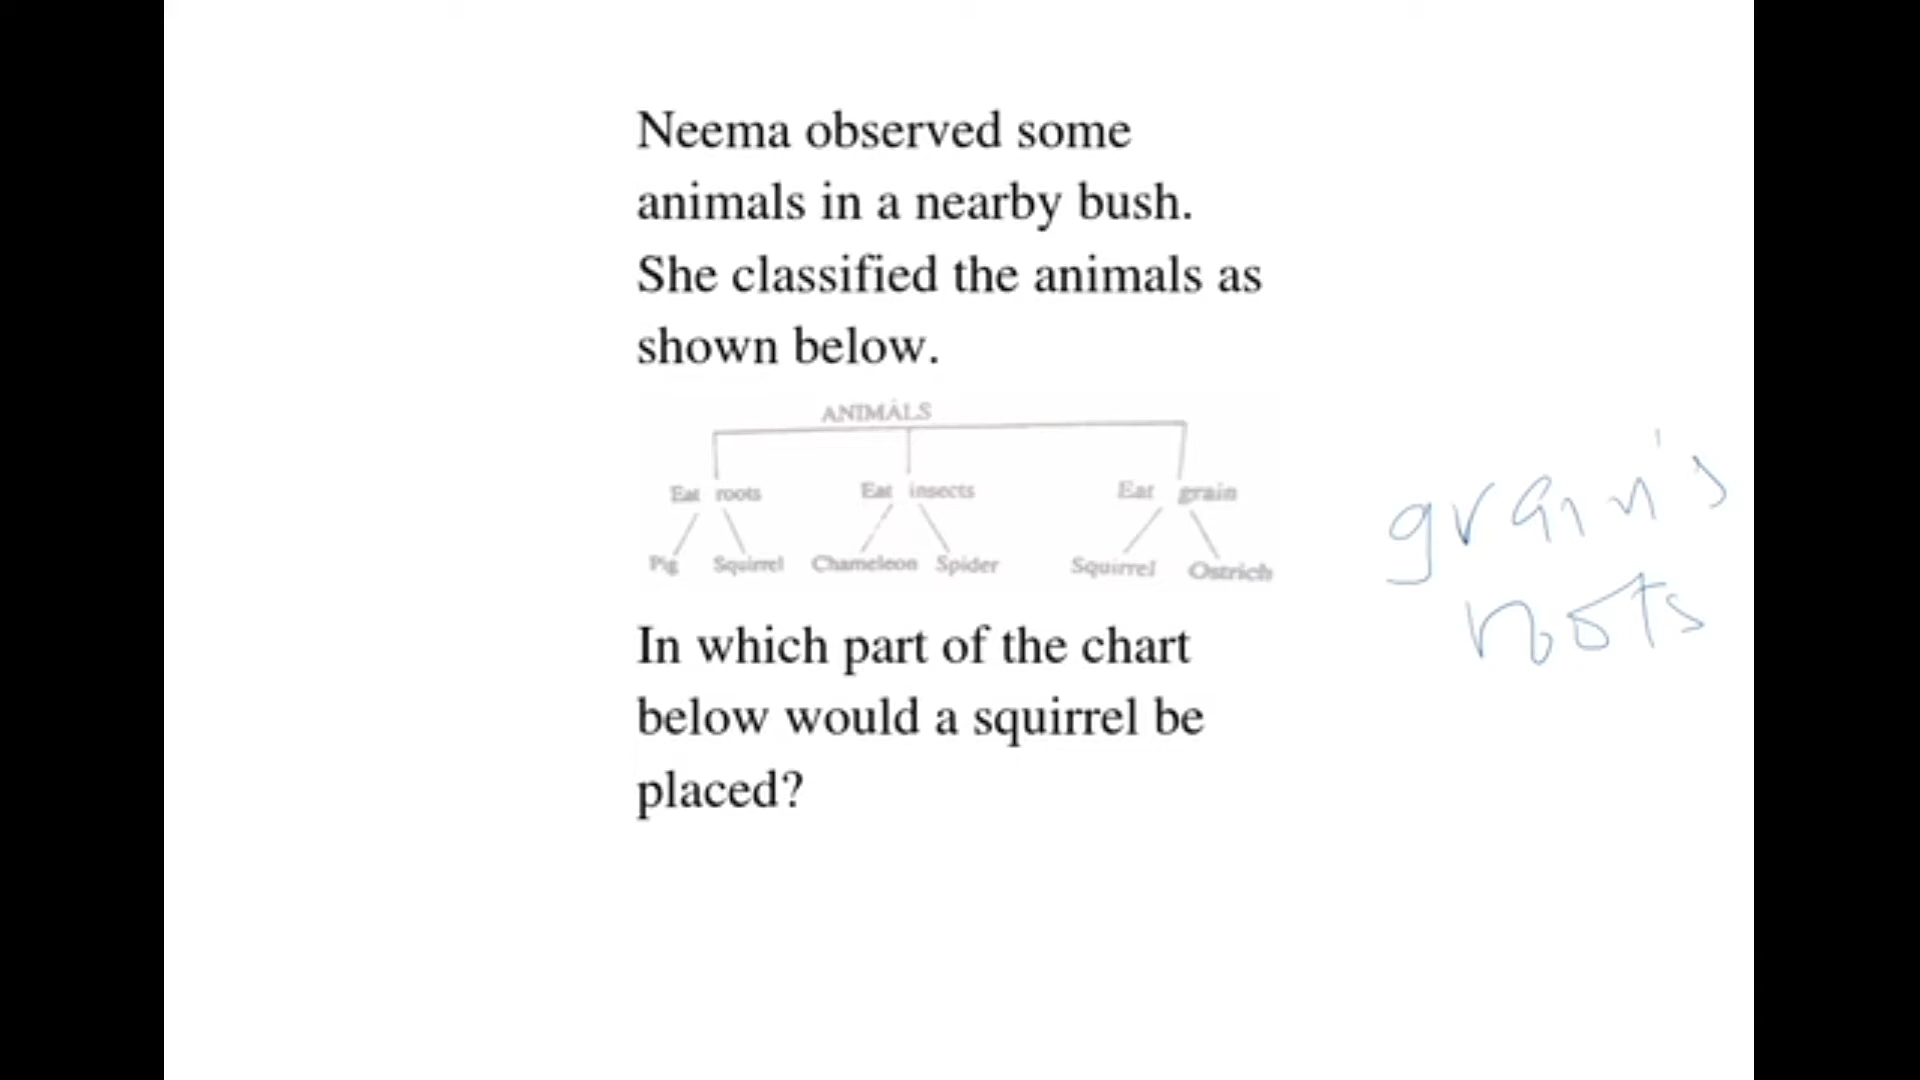 Neema observed some
animals in a nearby bush.
She classified the animals as
shown below.
ANIMALS
Eat roots Eat insects Eat grain
Pig Squirrel Chameleon Spider Squirrel Ostrich
grain's
roots
In which part of the chart
below would a squirrel be
placed?